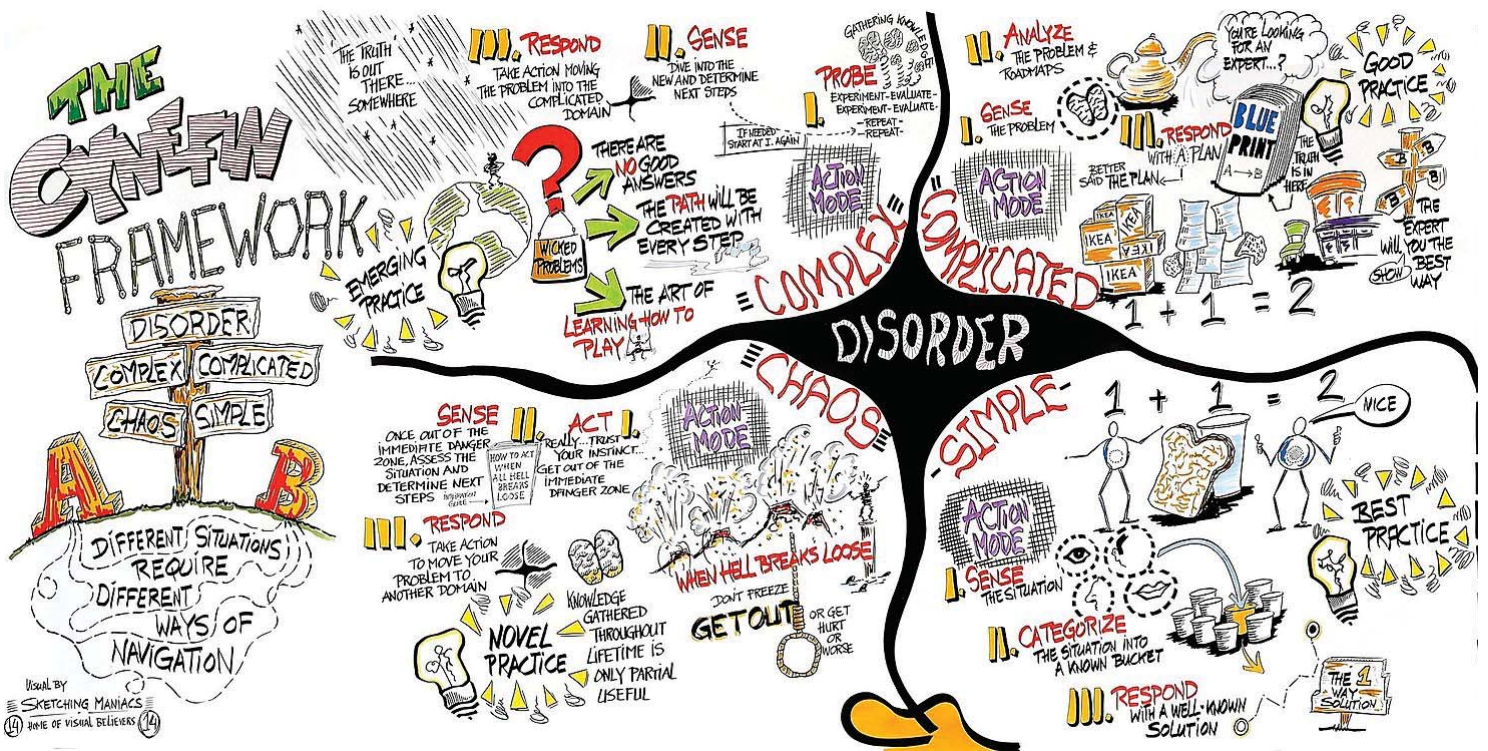 THE
CYNEFIN
FRAMEWORK
DISORDER
COMPLEX
COMPLICATED
CHAOS
SIMPLE
A
B
DIFFERENT SITUATIONS
REQUIRE
DIFFERENT
WAYS OF
NAVIGATION
VISUAL BY
SKETCHING MANIACS
14 HOME OF VISUAL BELIEVERS 14
'THE TRUTH'
IS OUT
THERE...
SOMEWHERE
III. RESPOND
TAKE ACTION MOVING
THE PROBLEM INTO THE
COMPLICATED
DOMAIN
II. SENSE
DIVE INTO THE
NEW AND DETERMINE
NEXT STEPS
GATHERING KNOWLEDGE
I. PROBE
EXPERIMENT-EVALUATE-
EXPERIMENT-EVALUATE-
-REPEAT-
-REPEAT-
IF NEEDED
START AT I. AGAIN
ACTION
MODE
COMPLEX
EMERGING
PRACTICE
?
WICKED
PROBLEMS
THERE ARE
NO GOOD
ANSWERS
THE PATH WILL BE
CREATED WITH
EVERY STEP
THE ART OF
LEARNING HOW TO
PLAY
II. ANALYZE
THE PROBLEM &
ROADMAPS
I. SENSE
THE PROBLEM
YOU'RE LOOKING
FOR AN
EXPERT...?
GOOD
PRACTICE
III. RESPOND
WITH A PLAN
BETTER
SAID THE PLAN
BLUE
PRINT
A→B
THE
TRUTH
IS IN
HERE
ACTION
MODE
COMPLICATED
IKEA
IKEA
IKEA
IKEA
IKEA
B
B
B
B
THE
EXPERT
WILL YOU THE
SHOW BEST
WAY
1 + 1 = 2
DISORDER
CHAOS
ACTION
MODE
I. ACT
REALLY...TRUST
YOUR INSTINCT...
GET OUT OF THE
IMMEDIATE
DANGER ZONE
II. SENSE
ONCE OUT OF THE
IMMEDIATE DANGER
ZONE, ASSESS THE
SITUATION AND
DETERMINE NEXT
STEPS
HOW TO ACT
WHEN
ALL HELL
BREAKS
LOOSE
III. RESPOND
TAKE ACTION
TO MOVE YOUR
PROBLEM TO
ANOTHER DOMAIN
NOVEL
PRACTICE
KNOWLEDGE
GATHERED
THROUGHOUT
LIFETIME IS
ONLY PARTIAL
USEFUL
WHEN HELL BREAKS LOOSE
DON'T FREEZE
GET OUT
OR GET
HURT
OR
WORSE
SIMPLE
1 + 1 = 2
NICE
ACTION
MODE
I. SENSE
THE SITUATION
II. CATEGORIZE
THE SITUATION INTO
A KNOWN BUCKET
III. RESPOND
WITH A WELL-KNOWN
SOLUTION
BEST
PRACTICE
THE 1
WAY
SOLUTION